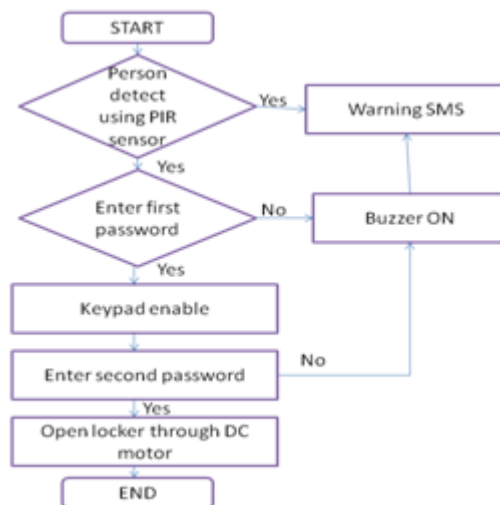 START
Person
detect
using PIR
sensor
Yes
Warning SMS
Yes
Enter first
password
No
Buzzer ON
Yes
Keypad enable
Enter second password
No
Yes
Open locker through DC
motor
END